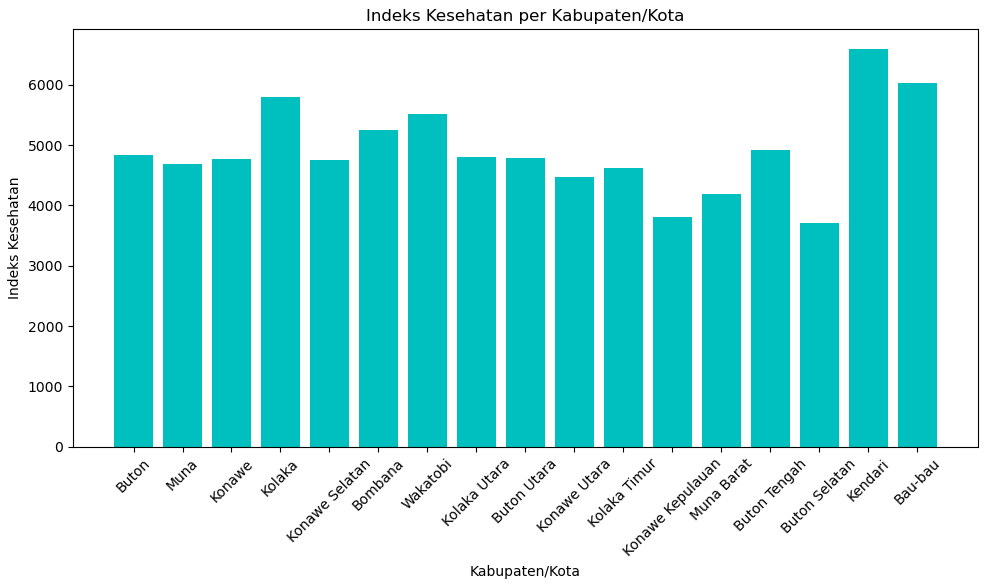 Indeks Kesehatan per Kabupaten/Kota
Indeks Kesehatan
6000
5000
4000
3000
2000
1000
0
Buton
Muna
Konawe
Kolaka
Konawe Selatan
Bombana
Wakatobi
Kolaka Utara
Buton Utara
Konawe Utara
Kolaka Timur
Konawe Kepulauan
Muna Barat
Buton Tengah
Buton Selatan
Kendari
Bau-bau
Kabupaten/Kota